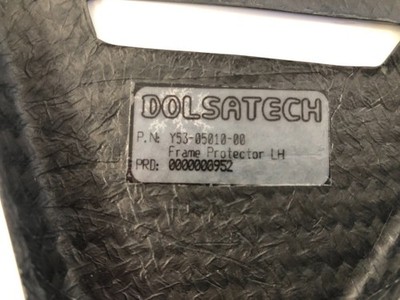 DOLSATECH
P.N: Y53-05010-00
Frame Protector LH
PRD: 0000000952